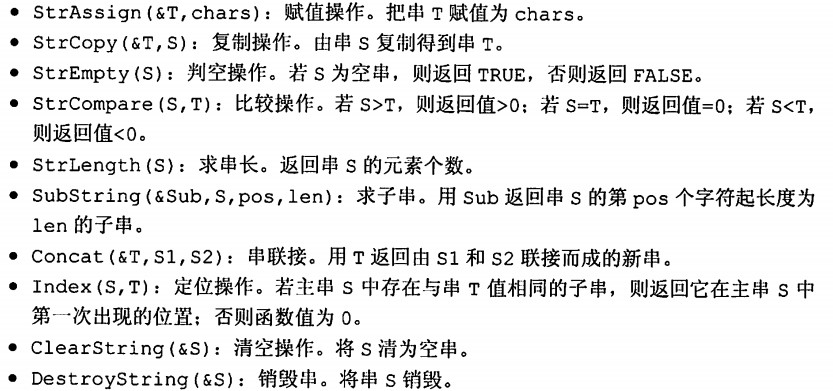 • StrAssign(&T,chars)：赋值操作。把串 T 赋值为 chars。
• StrCopy(&T,S)：复制操作。由串 S 复制得到串 T。
• StrEmpty(S)：判空操作。若 S 为空串，则返回 TRUE，否则返回 FALSE。
• StrCompare(S,T)：比较操作。若 S>T，则返回值>0；若 S=T，则返回值=0；若 S<T，
则返回值<0。
• StrLength(S)：求串长。返回串 S 的元素个数。
• SubString(&Sub,S,pos,len)：求子串。用 Sub 返回串 S 的第 pos 个字符起长度为
len 的子串。
• Concat(&T,S1,S2)：串联接。用 T 返回由 S1 和 S2 联接而成的新串。
• Index(S,T)：定位操作。若主串 S 中存在与串 T 值相同的子串，则返回它在主串 S 中
第一次出现的位置；否则函数值为 0。
• ClearString(&S)：清空操作。将 S 清为空串。
• DestroyString(&S)：销毁串。将串 S 销毁。